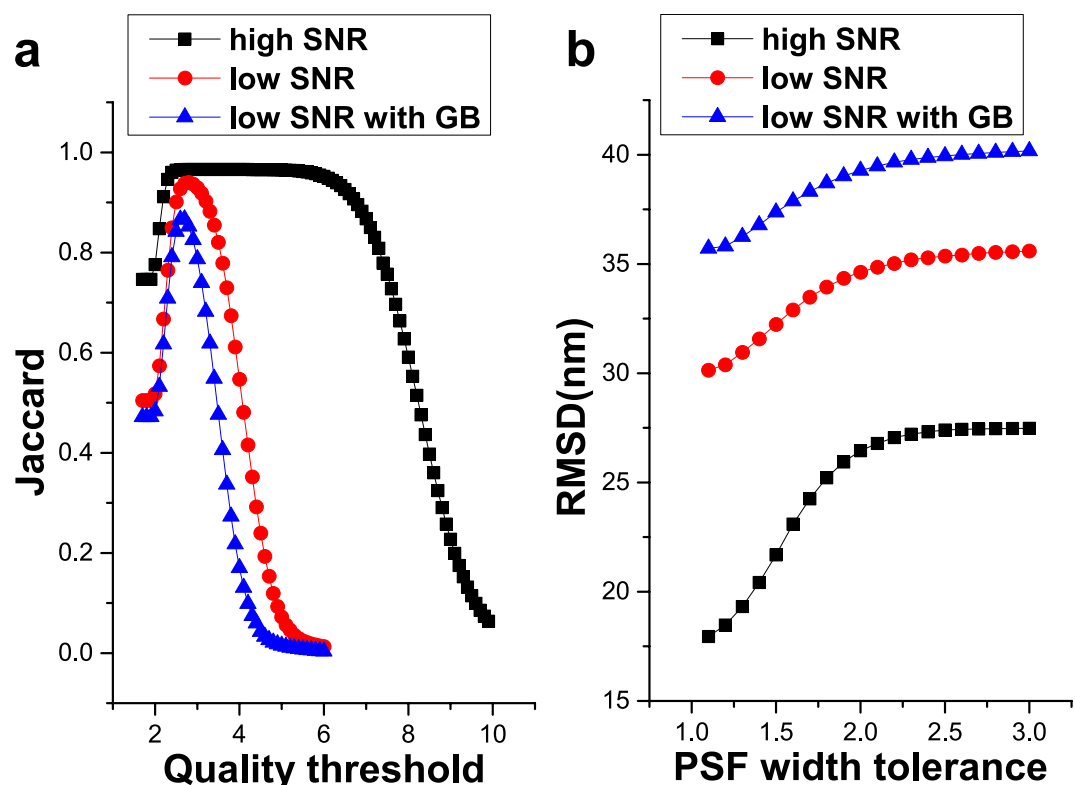 a
high SNR
low SNR
low SNR with GB
Jaccard
1.0
0.8
0.6
0.4
0.2
0.0
2
4
6
8
10
Quality threshold
b
high SNR
low SNR
low SNR with GB
RMSD(nm)
40
35
30
25
20
15
1.0
1.5
2.0
2.5
3.0
PSF width tolerance